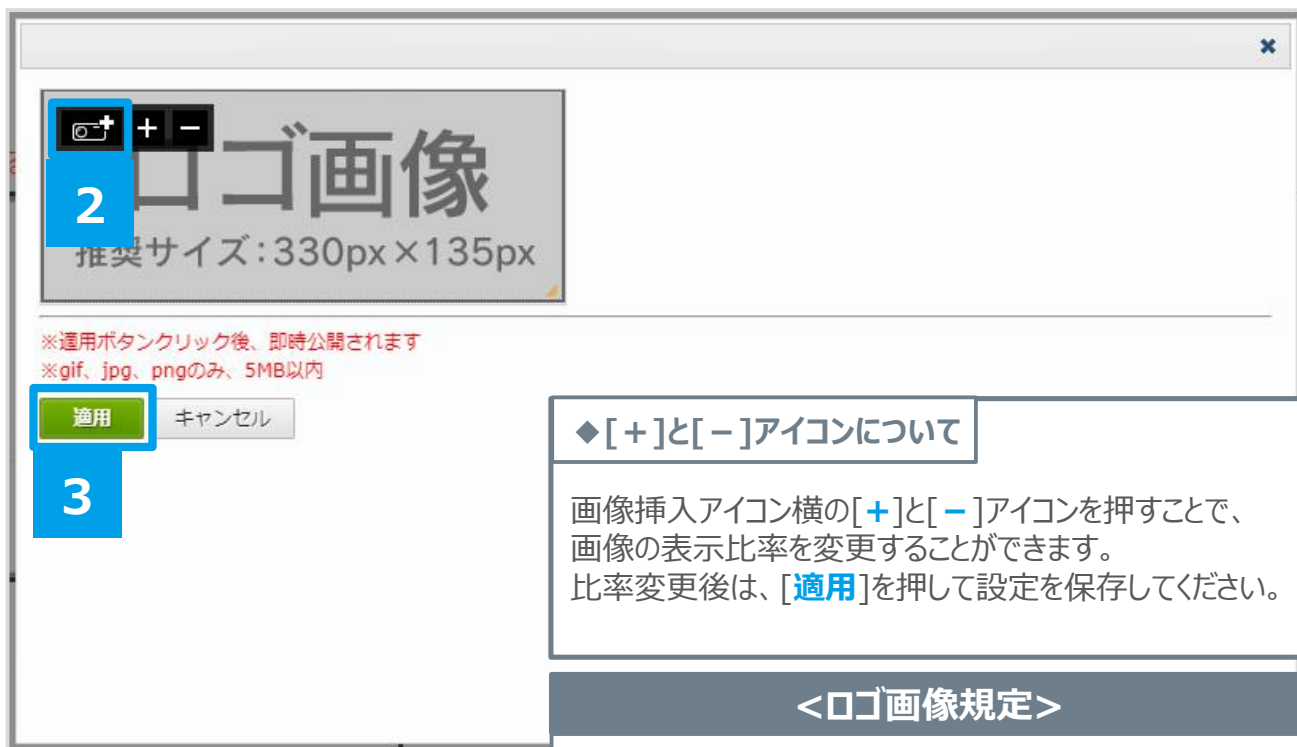 ロゴ画像
2
推奨サイズ:330px×135px
※適用ボタンクリック後、即時公開されます
※gif、jpg、pngのみ、5MB以内
適用
キャンセル
3
◆[+]と[-]アイコンについて
画像挿入アイコン横の[+]と[-]アイコンを押すことで、
画像の表示比率を変更することができます。
比率変更後は、[適用]を押して設定を保存してください。
<ロゴ画像規定>